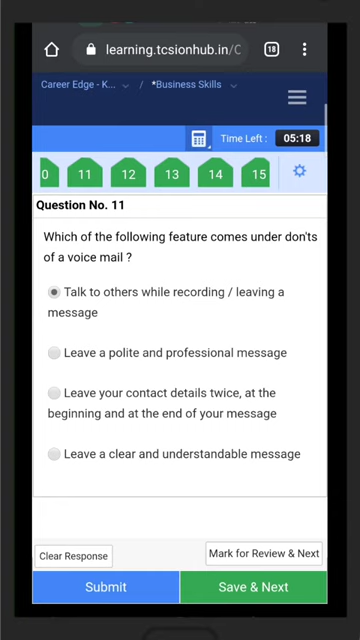 learning.tcsionhub.in/C
18
Career Edge - K... / *Business Skills
Time Left : 05:18
0 11 12 13 14 15
Question No. 11
Which of the following feature comes under don'ts
of a voice mail ?
Talk to others while recording / leaving a
message
Leave a polite and professional message
Leave your contact details twice, at the
beginning and at the end of your message
Leave a clear and understandable message
Clear Response
Mark for Review & Next
Submit
Save & Next